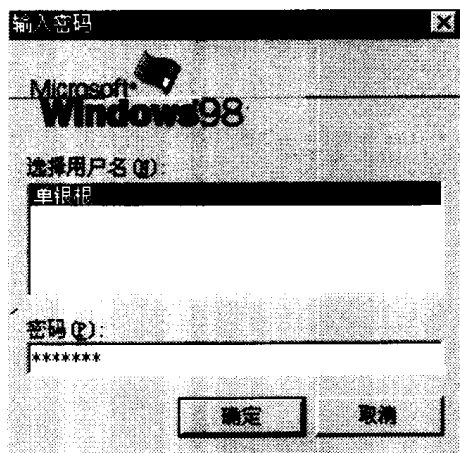 输入密码
Microsoft
Windows98
选择用户名(N):
单银根
密码(P):
*******
确定
取消